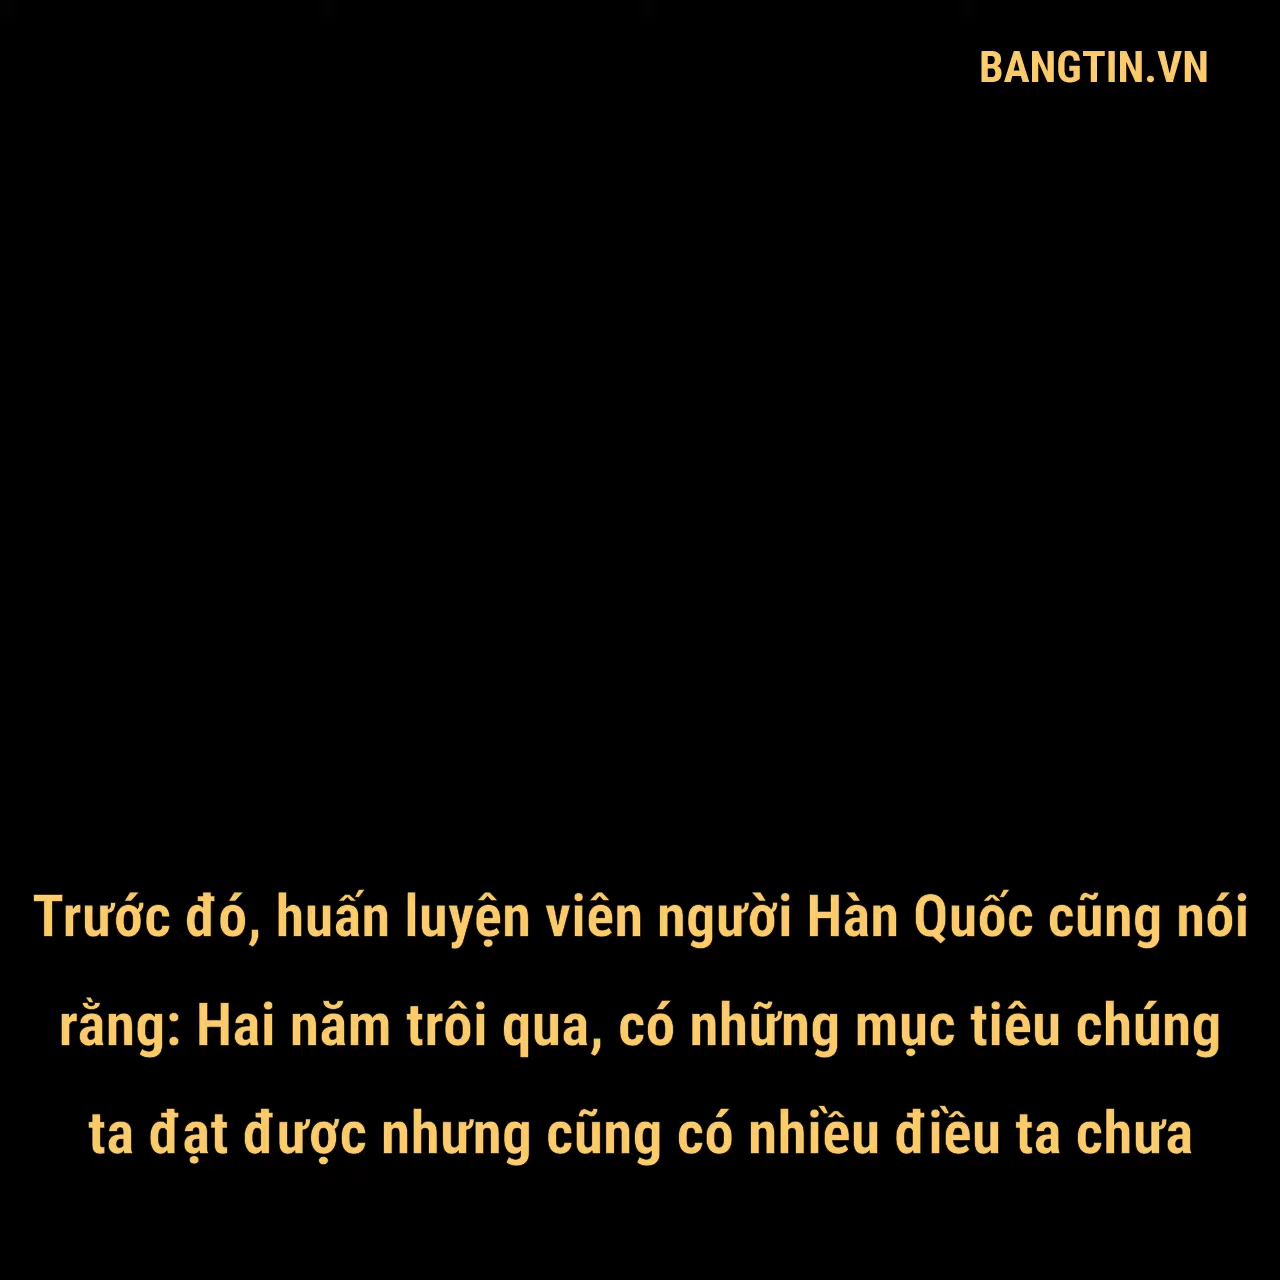 BANGTIN.VN
Trước đó, huấn luyện viên người Hàn Quốc cũng nói
rằng: Hai năm trôi qua, có những mục tiêu chúng
ta đạt được nhưng cũng có nhiều điều ta chưa